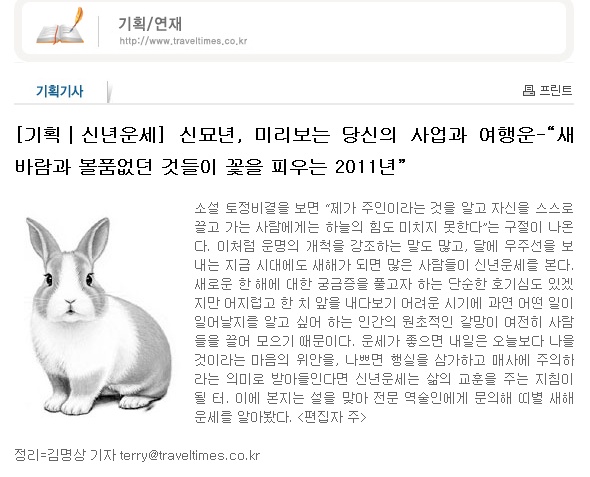 기획/연재
http://www.traveltimes.co.kr
기획기사
프린트
[기획 | 신년운세] 신묘년, 미리보는 당신의 사업과 여행운-“새
바람과 볼품없던 것들이 꽃을 피우는 2011년”
소설 토정비결을 보면 “제가 주인이라는 것을 알고 자신을 스스로
끌고 가는 사람에게는 하늘의 힘도 미치지 못한다”는 구절이 나온
다. 이처럼 운명의 개척을 강조하는 말도 많고, 달에 우주선을 보
내는 지금 시대에도 새해가 되면 많은 사람들이 신년운세를 본다.
새로운 한 해에 대한 궁금증을 풀고자 하는 단순한 호기심도 있겠
지만 어지럽고 한 치 앞을 내다보기 어려운 시기에 과연 어떤 일이
일어날지를 알고 싶어 하는 인간의 원초적인 갈망이 여전히 사람
들을 끌어 모으기 때문이다. 운세가 좋으면 내일은 오늘보다 나을
것이라는 마음의 위안을, 나쁘면 행실을 삼가하고 매사에 주의하
라는 의미로 받아들인다면 신년운세는 삶의 교훈을 주는 지침이
될 터. 이에 본지는 설을 맞아 전문 역술인에게 문의해 띠별 새해
운세를 알아봤다. <편집자 주>
정리=김명상 기자 terry@traveltimes.co.kr